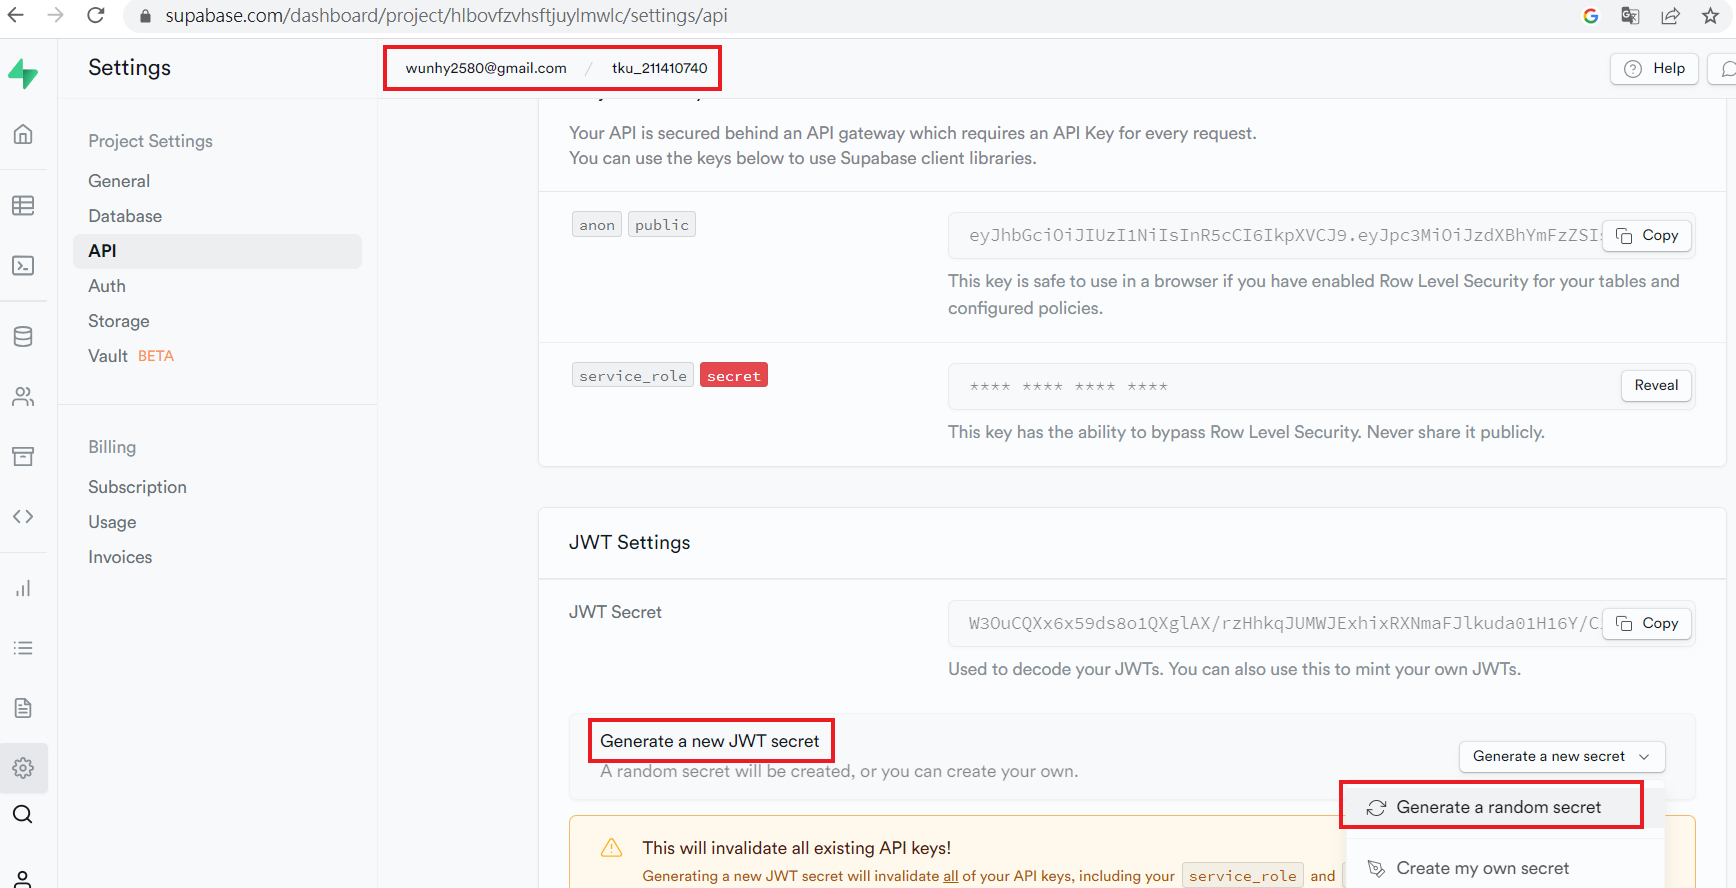 supabase.com/dashboard/project/hlbovfzvhsftjuylmwlc/settings/api
Settings
wunhy2580@gmail.com / tku_211410740
Help
Project Settings
General
Database
API
Auth
Storage
Vault BETA
Billing
Subscription
Usage
Invoices
Your API is secured behind an API gateway which requires an API Key for every request.
You can use the keys below to use Supabase client libraries.
anon public
eyJhbGciOiJIUzI1NiIsInR5cCI6IkpXVCJ9.eyJpc3MiOiJzdXBhYmFzZSIs
Copy
This key is safe to use in a browser if you have enabled Row Level Security for your tables and
configured policies.
service_role secret
**** **** **** ****
Reveal
This key has the ability to bypass Row Level Security. Never share it publicly.
JWT Settings
JWT Secret
W3OuCQXx6x59ds8o1QXglAX/rzHhkqJUMWJExhixRXNmaFJlkuda01H16Y/C
Copy
Used to decode your JWTs. You can also use this to mint your own JWTs.
Generate a new JWT secret
A random secret will be created, or you can create your own.
Generate a new secret
Generate a random secret
Create my own secret
This will invalidate all existing API keys!
Generating a new JWT secret will invalidate all of your API keys, including your service_role and